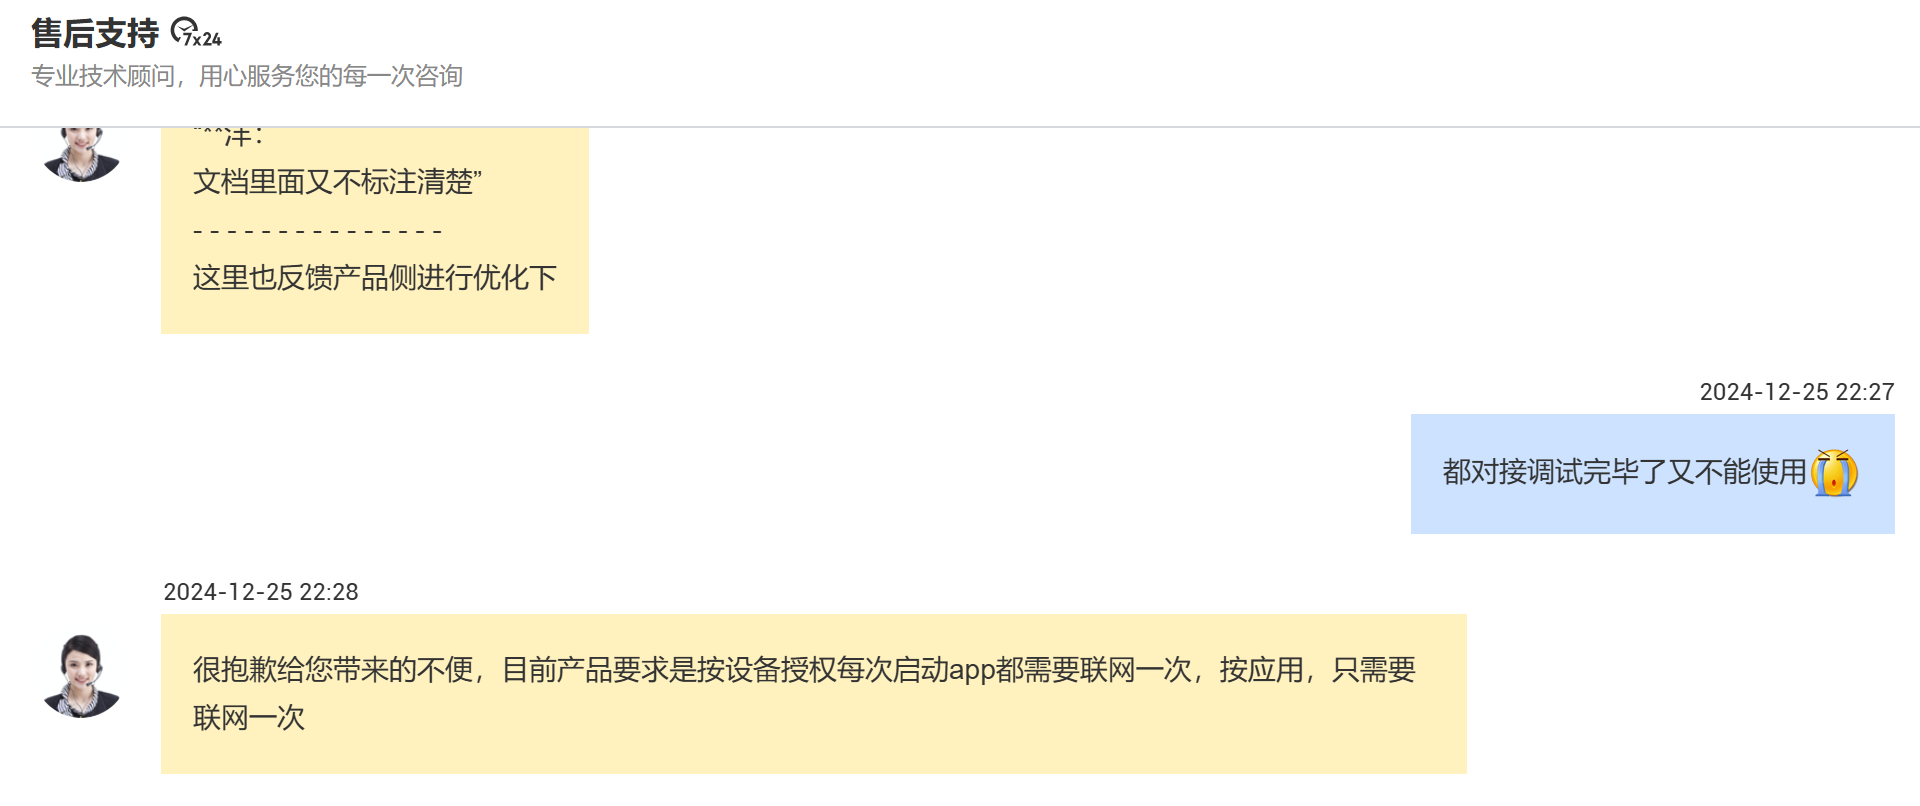 售后支持 7x24
专业技术顾问，用心服务您的每一次咨询
文档里面又不标注清楚”
- - - - - - - - - - - - - - -
这里也反馈产品侧进行优化下
2024-12-25 22:27
都对接调试完毕了又不能使用
2024-12-25 22:28
很抱歉给您带来的不便，目前产品要求是按设备授权每次启动app都需要联网一次，按应用，只需要
联网一次